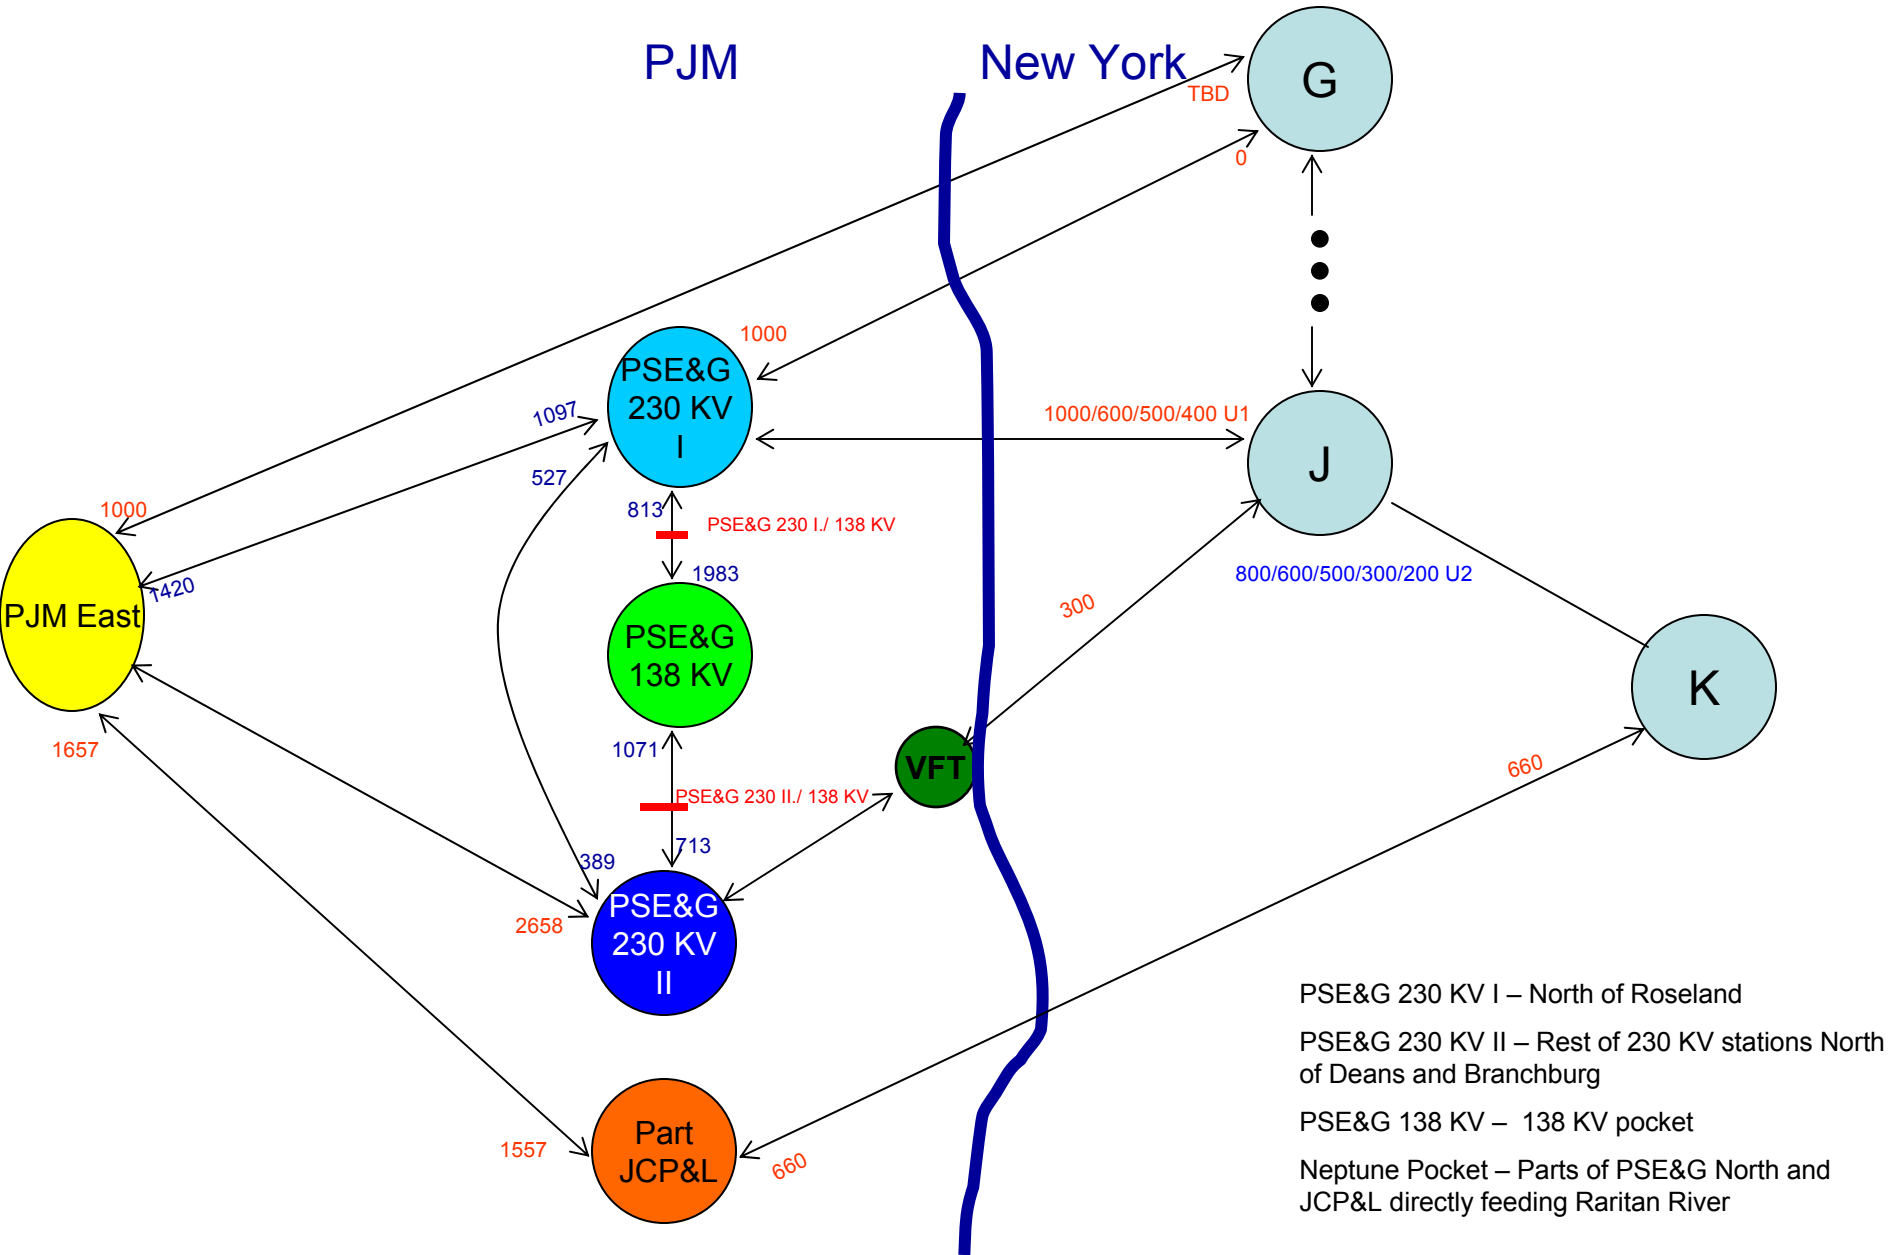 PJM
New York
G
TBD
0
1000
PSE&G
230 KV
I
1097
1000/600/500/400 U1
J
527
813
PSE&G 230 I./ 138 KV
1000
1420
PJM East
1983
800/600/500/300/200 U2
300
PSE&G
138 KV
K
1657
1071
VFT
660
PSE&G 230 II./ 138 KV
713
389
PSE&G
230 KV
II
2658
PSE&G 230 KV I – North of Roseland
PSE&G 230 KV II – Rest of 230 KV stations North
of Deans and Branchburg
PSE&G 138 KV – 138 KV pocket
Neptune Pocket – Parts of PSE&G North and
JCP&L directly feeding Raritan River
Part
JCP&L
1557
660